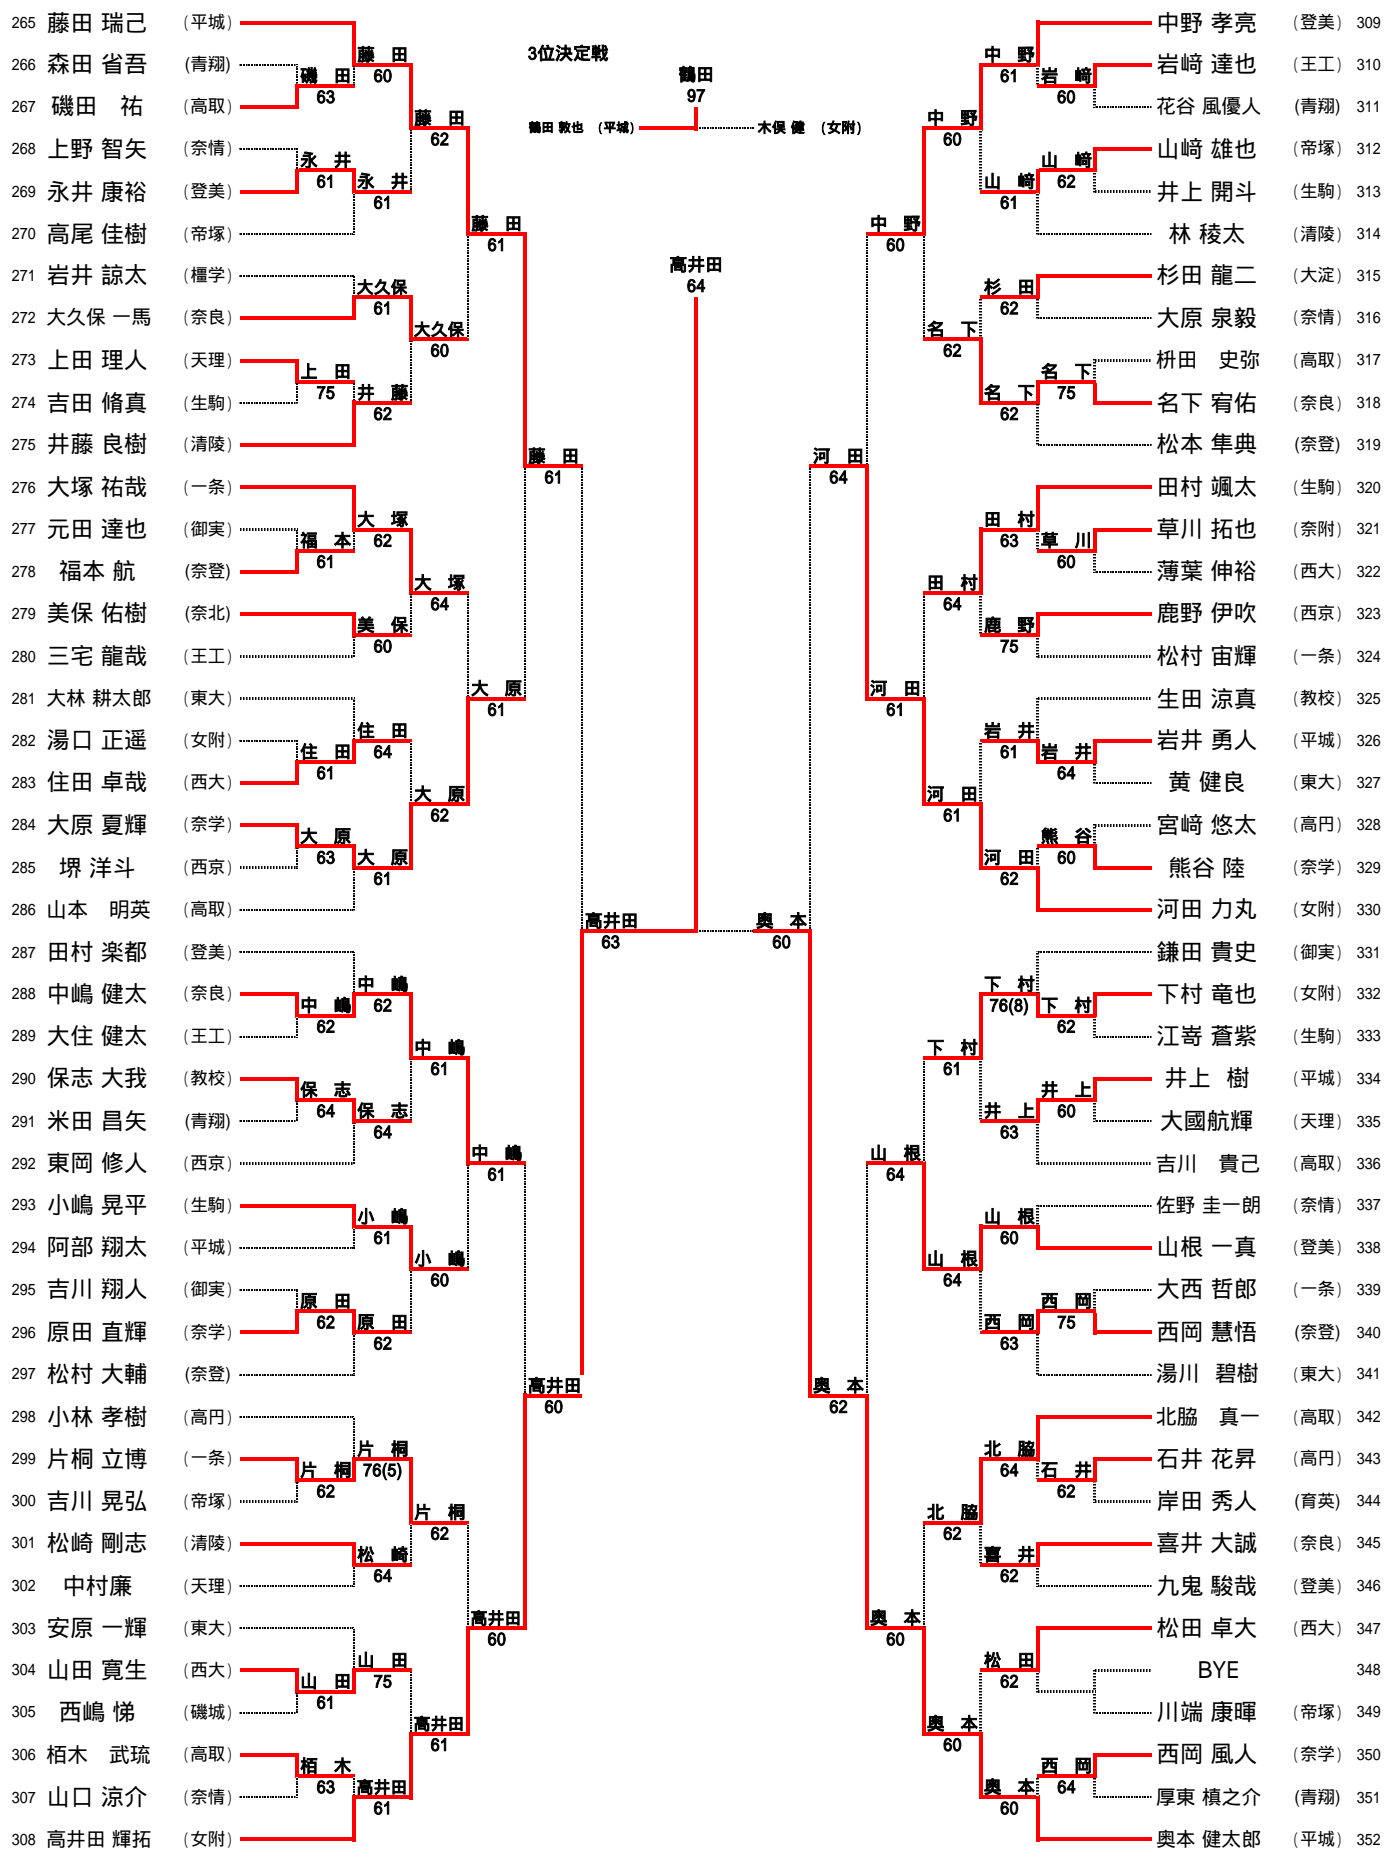 265 藤田 瑞己 (平城)
266 森田 省吾 (青翔)
267 磯田 祐 (高取)
268 上野 智矢 (奈情)
269 永井 康裕 (登美)
270 高尾 佳樹 (帝塚)
271 岩井 諒太 (橿学)
272 大久保 一馬 (奈良)
273 上田 理人 (天理)
274 吉田 脩真 (生駒)
275 井藤 良樹 (清陵)
276 大塚 祐哉 (一条)
277 元田 達也 (御実)
278 福本 航 (奈登)
279 美保 佑樹 (奈北)
280 三宅 龍哉 (王工)
281 大林 耕太郎 (東大)
282 湯口 正遥 (女附)
283 住田 卓哉 (西大)
284 大原 夏輝 (奈学)
285 堺 洋斗 (西京)
286 山本 明英 (高取)
287 田村 楽都 (登美)
288 中嶋 健太 (奈良)
289 大住 健太 (王工)
290 保志 大我 (教校)
291 米田 昌矢 (青翔)
292 東岡 修人 (西京)
293 小嶋 晃平 (生駒)
294 阿部 翔太 (平城)
295 吉川 翔人 (御実)
296 原田 直輝 (奈学)
297 松村 大輔 (奈登)
298 小林 孝樹 (高円)
299 片桐 立博 (一条)
300 吉川 晃弘 (帝塚)
301 松崎 剛志 (清陵)
302 中村廉 (天理)
303 安原 一輝 (東大)
304 山田 寛生 (西大)
305 西嶋 悌 (磯城)
306 栢木 武琉 (高取)
307 山口 涼介 (奈情)
308 高井田 輝拓 (女附)
磯 田
63
永 井
61
上 田
75
福 本
61
住 田
61
大 原
63
中 嶋
62
保 志
64
原 田
62
片 桐
62
山 田
61
栢 木
63
藤 田
60
永 井
61
大久保
61
井 藤
62
大 塚
62
美 保
60
住 田
64
大 原
61
中 嶋
62
保 志
64
小 嶋
61
原 田
62
片 桐
76(5)
松 崎
64
山 田
75
高井田
61
藤 田
62
大久保
60
大 塚
64
大 原
62
中 嶋
61
小 嶋
60
片 桐
62
高井田
61
藤 田
61
大 原
61
中 嶋
61
高井田
60
藤 田
61
高井田
60
高井田
63
3位決定戦
鶴田
97
鶴田 敦也 (平城)
木俣 健 (女附)
高井田
64
奥 本
60
河 田
64
奥 本
62
中 野
60
河 田
61
山 根
64
奥 本
60
中 野
60
名 下
62
田 村
64
河 田
61
下 村
61
山 根
64
北 脇
62
奥 本
60
中 野
61
山 﨑
61
杉 田
62
名 下
62
田 村
63
鹿 野
75
岩 井
61
河 田
62
下 村
76(8)
井 上
63
山 根
60
西 岡
63
北 脇
64
喜 井
62
松 田
62
奥 本
60
岩 﨑
60
山 﨑
62
名 下
75
草 川
60
岩 井
64
熊 谷
60
下 村
62
井 上
60
西 岡
75
石 井
62
西 岡
64
中野 孝亮 (登美) 309
岩﨑 達也 (王工) 310
花谷 風優人 (青翔) 311
山﨑 雄也 (帝塚) 312
井上 開斗 (生駒) 313
林 稜太 (清陵) 314
杉田 龍二 (大淀) 315
大原 泉毅 (奈情) 316
枡田 史弥 (高取) 317
名下 宥佑 (奈良) 318
松本 隼典 (奈登) 319
田村 颯太 (生駒) 320
草川 拓也 (奈附) 321
薄葉 伸裕 (西大) 322
鹿野 伊吹 (西京) 323
松村 宙輝 (一条) 324
生田 涼真 (教校) 325
岩井 勇人 (平城) 326
黄 健良 (東大) 327
宮﨑 悠太 (高円) 328
熊谷 陸 (奈学) 329
河田 力丸 (女附) 330
鎌田 貴史 (御実) 331
下村 竜也 (女附) 332
江嵜 蒼紫 (生駒) 333
井上 樹 (平城) 334
大國航輝 (天理) 335
吉川 貴己 (高取) 336
佐野 圭一朗 (奈情) 337
山根 一真 (登美) 338
大西 哲郎 (一条) 339
西岡 慧悟 (奈登) 340
湯川 碧樹 (東大) 341
北脇 真一 (高取) 342
石井 花昇 (高円) 343
岸田 秀人 (育英) 344
喜井 大誠 (奈良) 345
九鬼 駿哉 (登美) 346
松田 卓大 (西大) 347
BYE 348
川端 康暉 (帝塚) 349
西岡 風人 (奈学) 350
厚東 槙之介 (青翔) 351
奥本 健太郎 (平城) 352